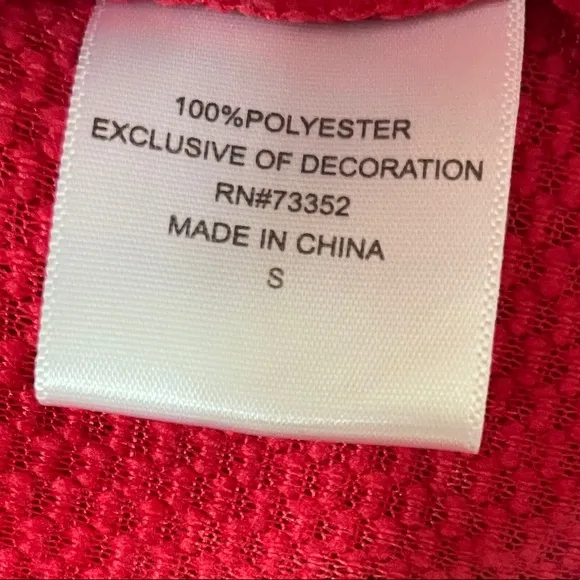 100%POLYESTER
EXCLUSIVE OF DECORATION
RN#73352
MADE IN CHINA
S